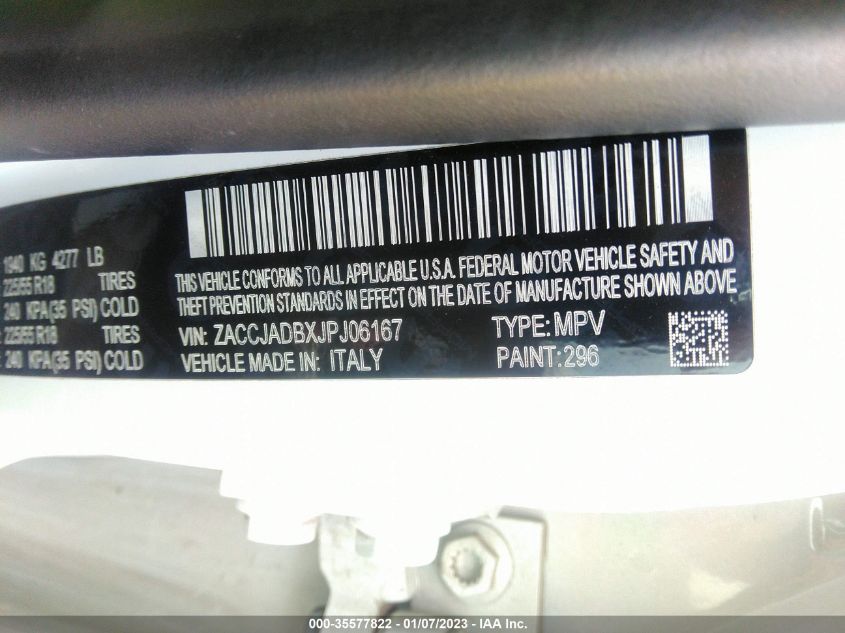 1940 KG 4277 LB
225/55 R18 TIRES
240 KPA(35 PSI) COLD
225/55 R18 TIRES
240 KPA(35 PSI) COLD
THIS VEHICLE CONFORMS TO ALL APPLICABLE U.S.A. FEDERAL MOTOR VEHICLE SAFETY AND
THEFT PREVENTION STANDARDS IN EFFECT ON THE DATE OF MANUFACTURE SHOWN ABOVE
VIN: ZACCJADBXJPJ06167 TYPE: MPV
VEHICLE MADE IN: ITALY PAINT: 296
000-35577822 - 01/07/2023 - IAA Inc.